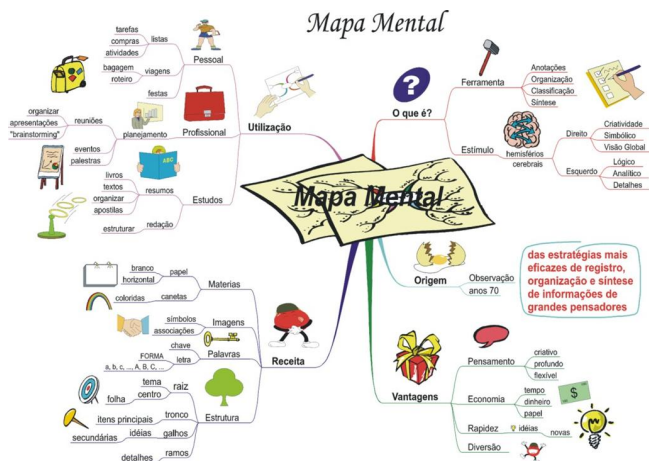 Mapa Mental
tarefas
compras
atividades
listas
bagagem
roteiro
viagens
festas
Pessoal
organizar
apresentações
"brainstorming"
reuniões
eventos
palestras
planejamento
Profissional
Utilização
livros
textos
organizar
apostilas
resumos
estruturar
redação
Estudos
ABC
O que é?
?
Ferramenta
Anotações
Organização
Classificação
Síntese
Estímulo
hemisférios
cerebrais
Direito
Criatividade
Simbólico
Visão Global
Esquerdo
Lógico
Analítico
Detalhes
Mapa Mental
Origem
Observação
anos 70
das estratégias mais
eficazes de registro,
organização e síntese
de informações de
grandes pensadores
Vantagens
Pensamento
criativo
profundo
flexível
Economia
tempo
dinheiro
papel
$
Rapidez
idéias
novas
Diversão
Receita
branco
horizontal
papel
coloridas
canetas
Materias
símbolos
associações
Imagens
chave
FORMA
a, b, c, ..., A, B, C, ...
letra
Palavras
tema
centro
raiz
folha
itens principais
tronco
secundárias
idéias
galhos
detalhes
ramos
Estrutura